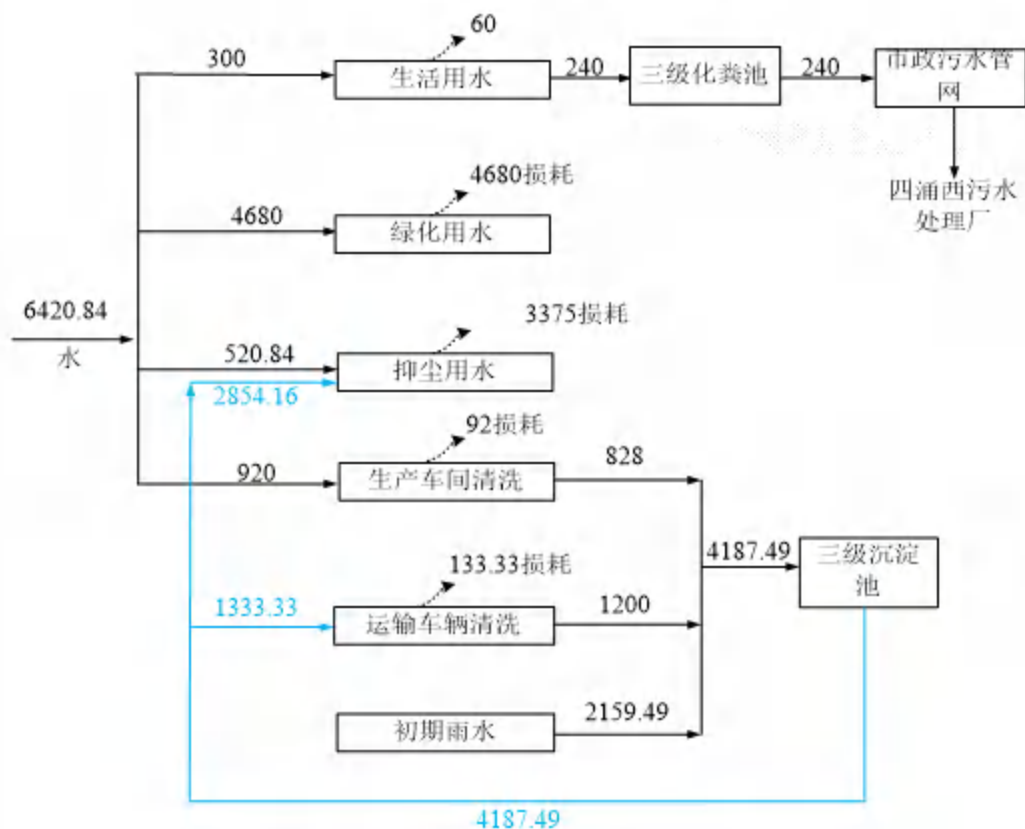 60
300
生活用水
240
三级化粪池
240
市政污水管
网
4680损耗
四涌西污水
处理厂
4680
绿化用水
6420.84
水
3375损耗
520.84
抑尘用水
2854.16
92损耗
920
生产车间清洗
828
4187.49
三级沉淀
池
133.33损耗
1333.33
运输车辆清洗
1200
初期雨水
2159.49
4187.49